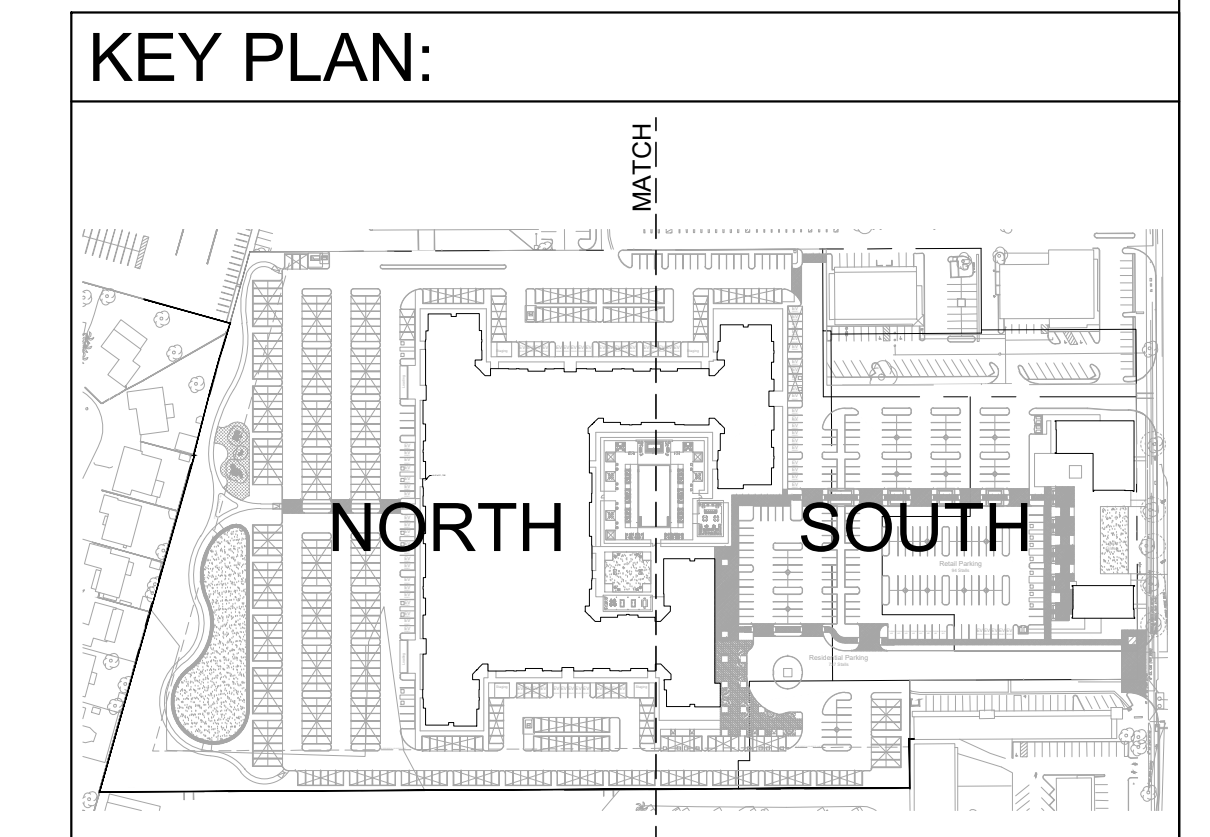 KEY PLAN:
MATCH
NORTH
SOUTH
Retail Parking
Residential Parking